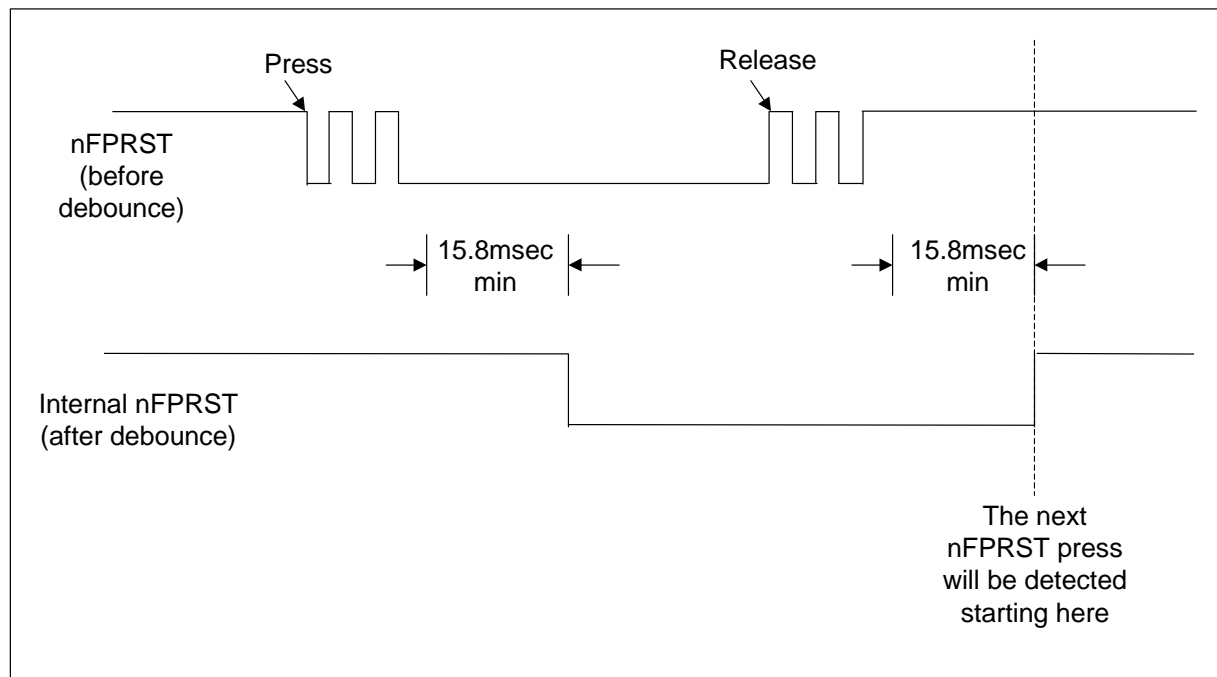 Press
Release
nFPRST
(before
debounce)
15.8msec
min
15.8msec
min
Internal nFPRST
(after debounce)
The next
nFPRST press
will be detected
starting here